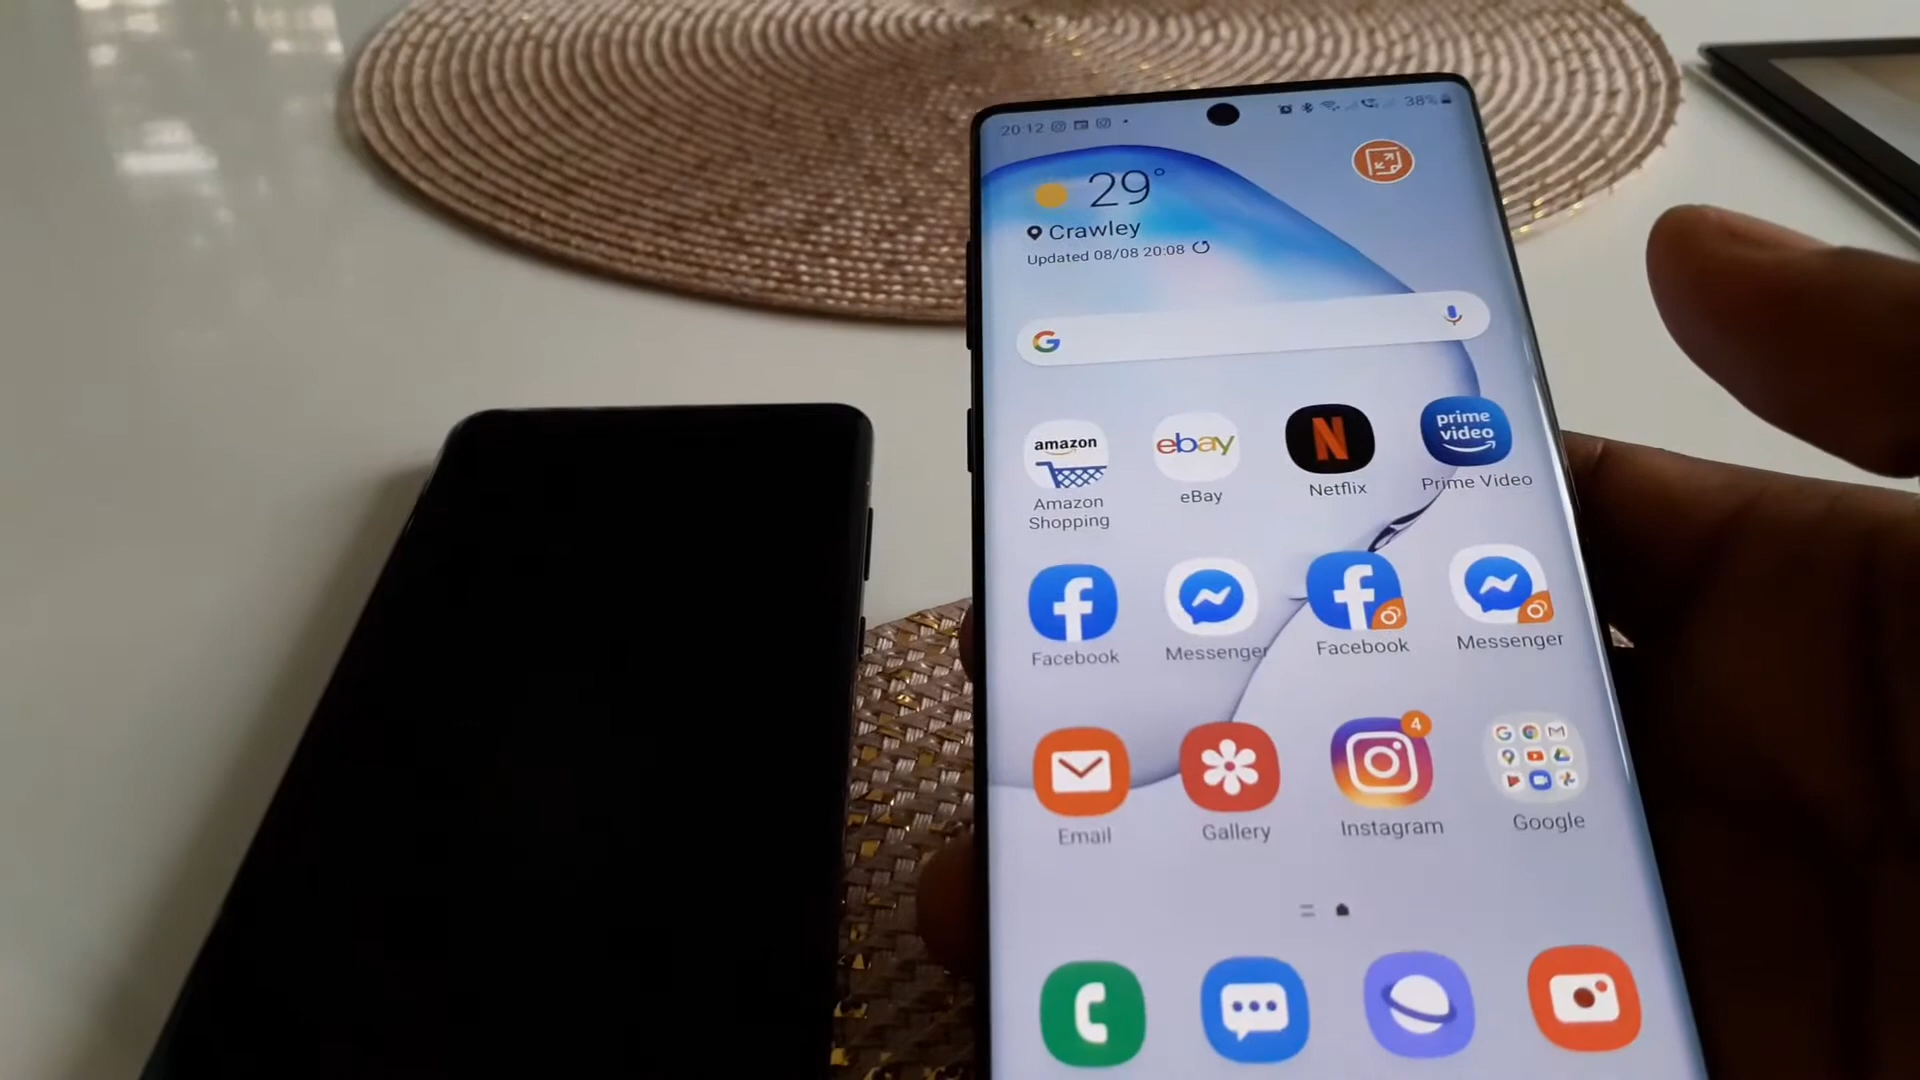 20:12
38%
29°
Crawley
Updated 08/08 20:08
G
amazon
ebay
N
prime
video
Amazon
Shopping
eBay
Netflix
Prime Video
Facebook
Messenger
Facebook
Messenger
4
Email
Gallery
Instagram
Google